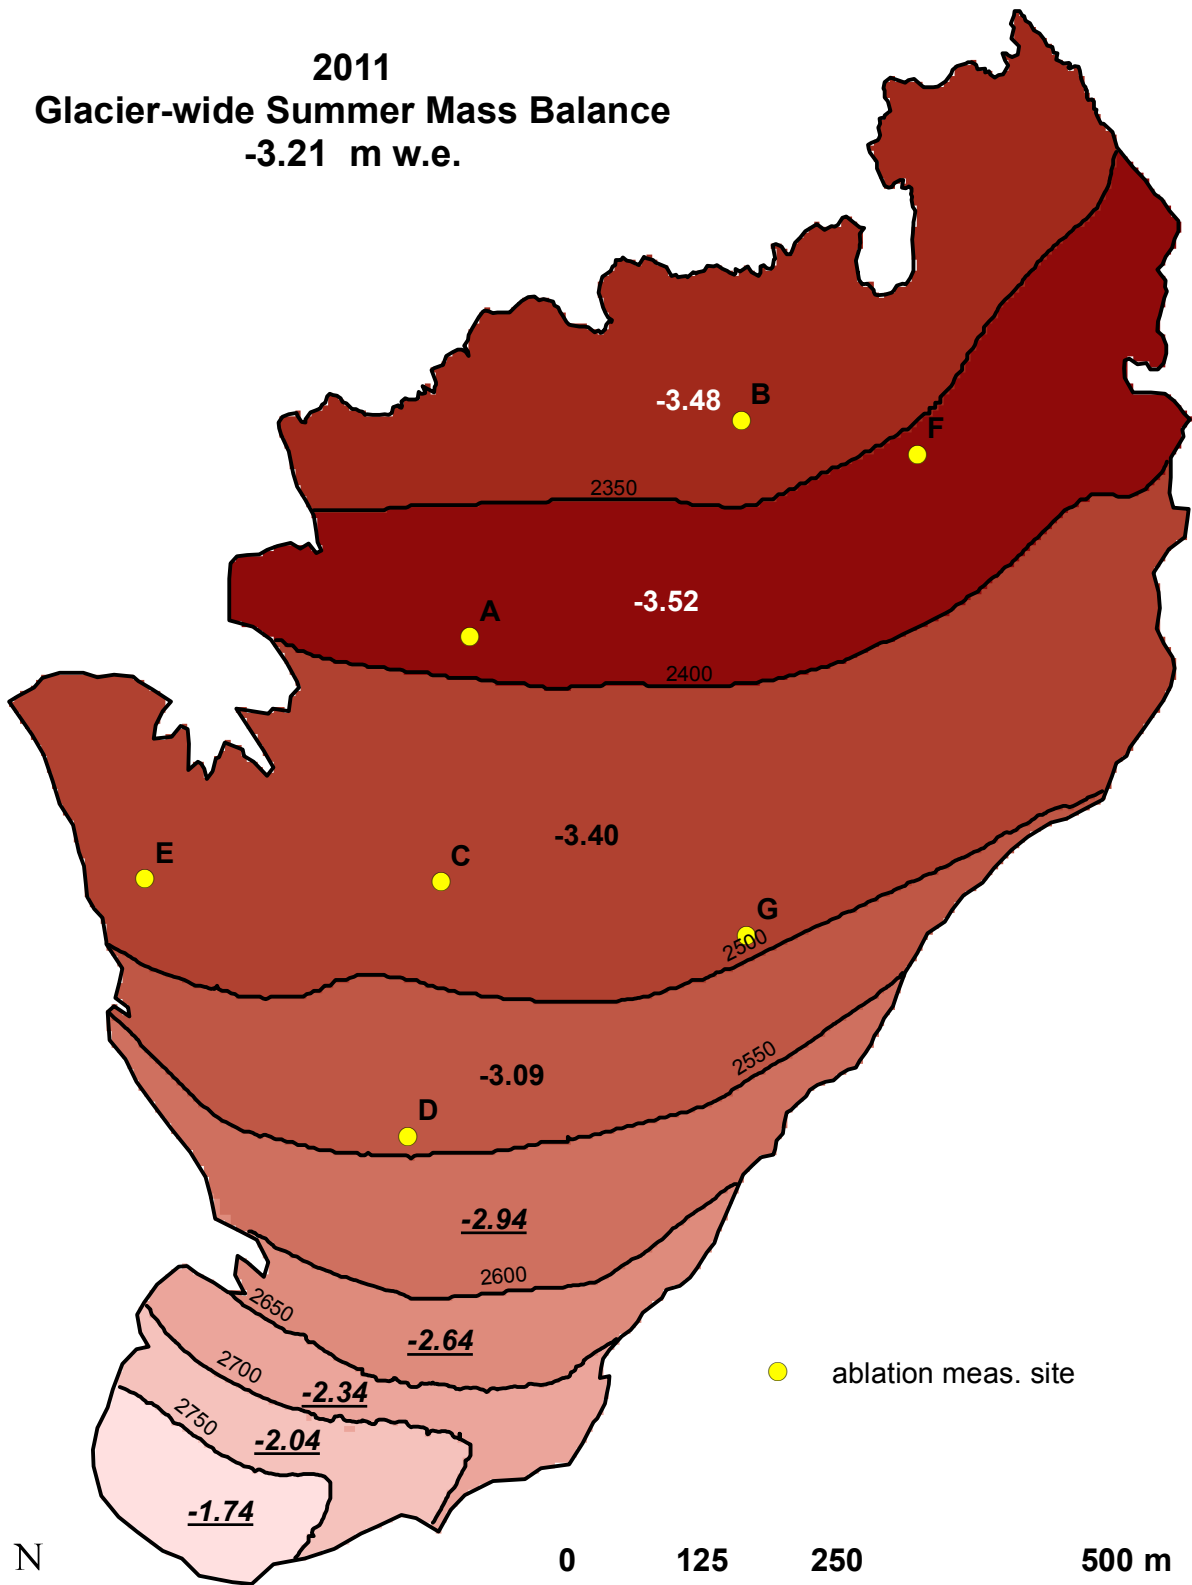 2011
Glacier-wide Summer Mass Balance
-3.21 m w.e.
-3.48
B
F
2350
-3.52
A
2400
-3.40
E
C
G
2500
-3.09
2550
D
-2.94
2600
2650
-2.64
2700
-2.34
2750
-2.04
-1.74
ablation meas. site
N
0 125 250 500 m